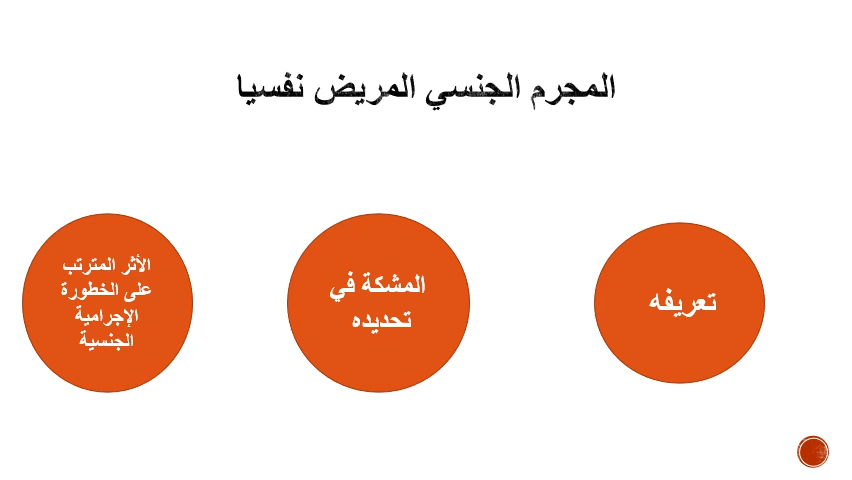 المجرم الجنسي المريض نفسيا
تعريفه
المشكة في
تحديده
الأثر المترتب
على الخطورة
الإجرامية
الجنسية